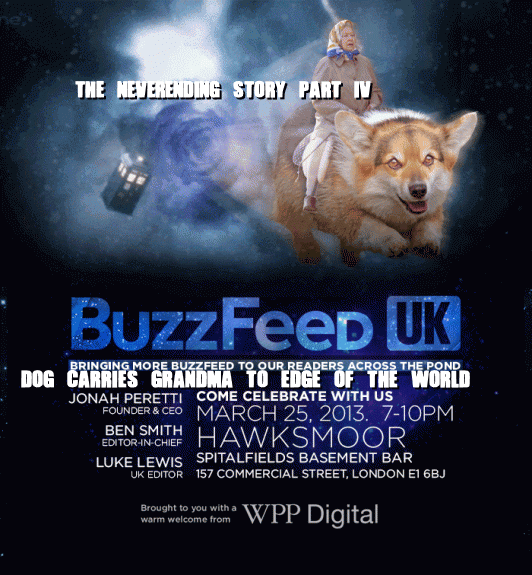 THE NEVERENDING STORY PART IV
BUZZFEED UK
BRINGING MORE BUZZFEED TO OUR READERS ACROSS THE POND
DOG CARRIES GRANDMA TO EDGE OF THE WORLD
JONAH PERETTI
FOUNDER & CEO
BEN SMITH
EDITOR-IN-CHIEF
LUKE LEWIS
UK EDITOR
COME CELEBRATE WITH US
MARCH 25, 2013. 7-10PM
HAWKSMOOR
SPITALFIELDS BASEMENT BAR
157 COMMERCIAL STREET, LONDON E1 6BJ
Brought to you with a
warm welcome from
WPP Digital